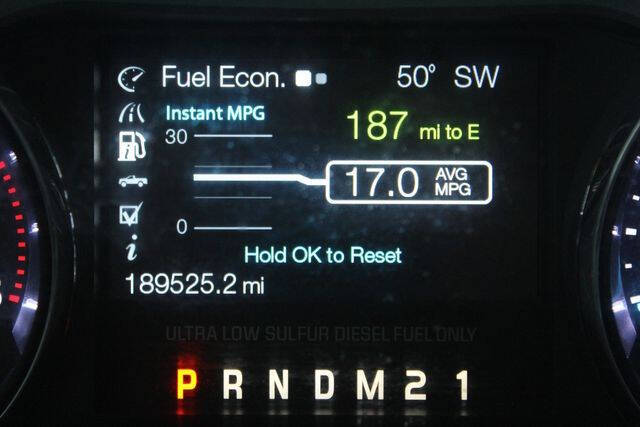 Fuel Econ. 50° SW
Instant MPG
30
187 mi to E
17.0 AVG MPG
0
Hold OK to Reset
189525.2 mi
ULTRA LOW SULFUR DIESEL FUEL ONLY
P R N D M 2 1